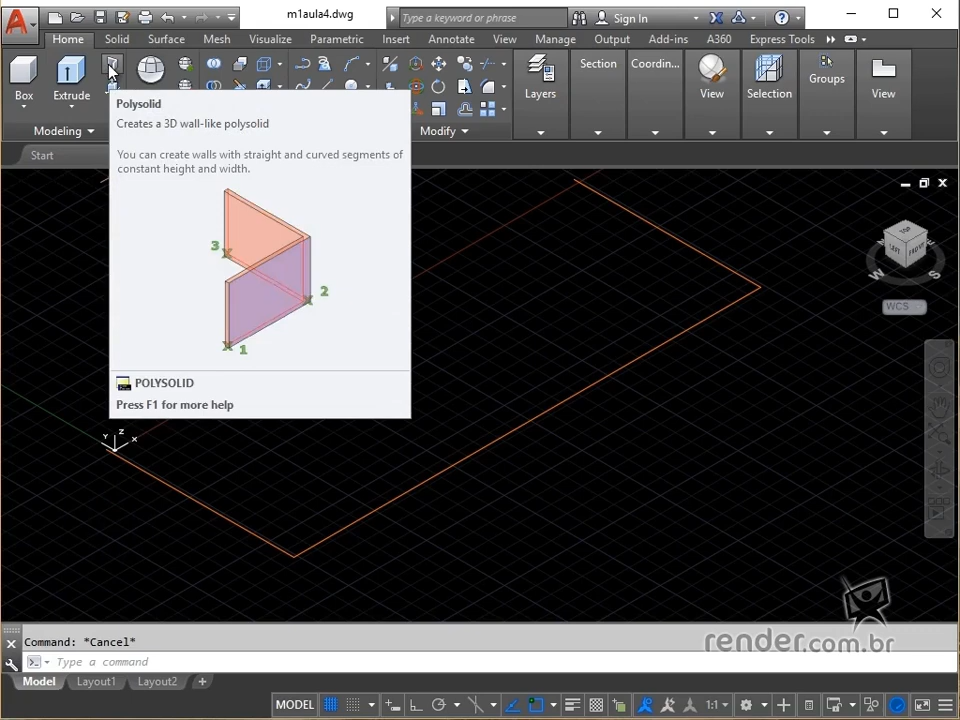 A
m1aula4.dwg
Type a keyword or phrase
Sign In
?
Home Solid Surface Mesh Visualize Parametric Insert Annotate View Manage Output Add-ins A360 Express Tools
Box
Extrude
Layers
Section
Coordin...
View
Selection
Groups
View
Modeling
Modify
Start
Polysolid
Creates a 3D wall-like polysolid
You can create walls with straight and curved segments of
constant height and width.
3
2
1
POLYSOLID
Press F1 for more help
TOP
LEFT
FRONT
W
S
WCS
Y
Z
X
Command: *Cancel*
Type a command
render.com.br
Model Layout1 Layout2 +
MODEL
1:1